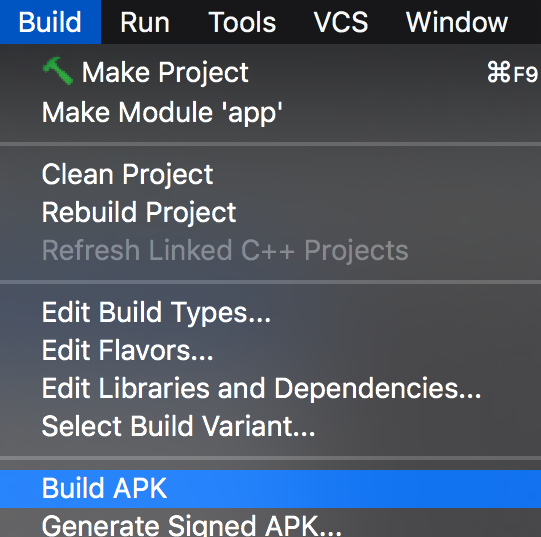 Build Run Tools VCS Window
Make Project ⌘F9
Make Module 'app'
Clean Project
Rebuild Project
Refresh Linked C++ Projects
Edit Build Types...
Edit Flavors...
Edit Libraries and Dependencies...
Select Build Variant...
Build APK
Generate Signed APK...